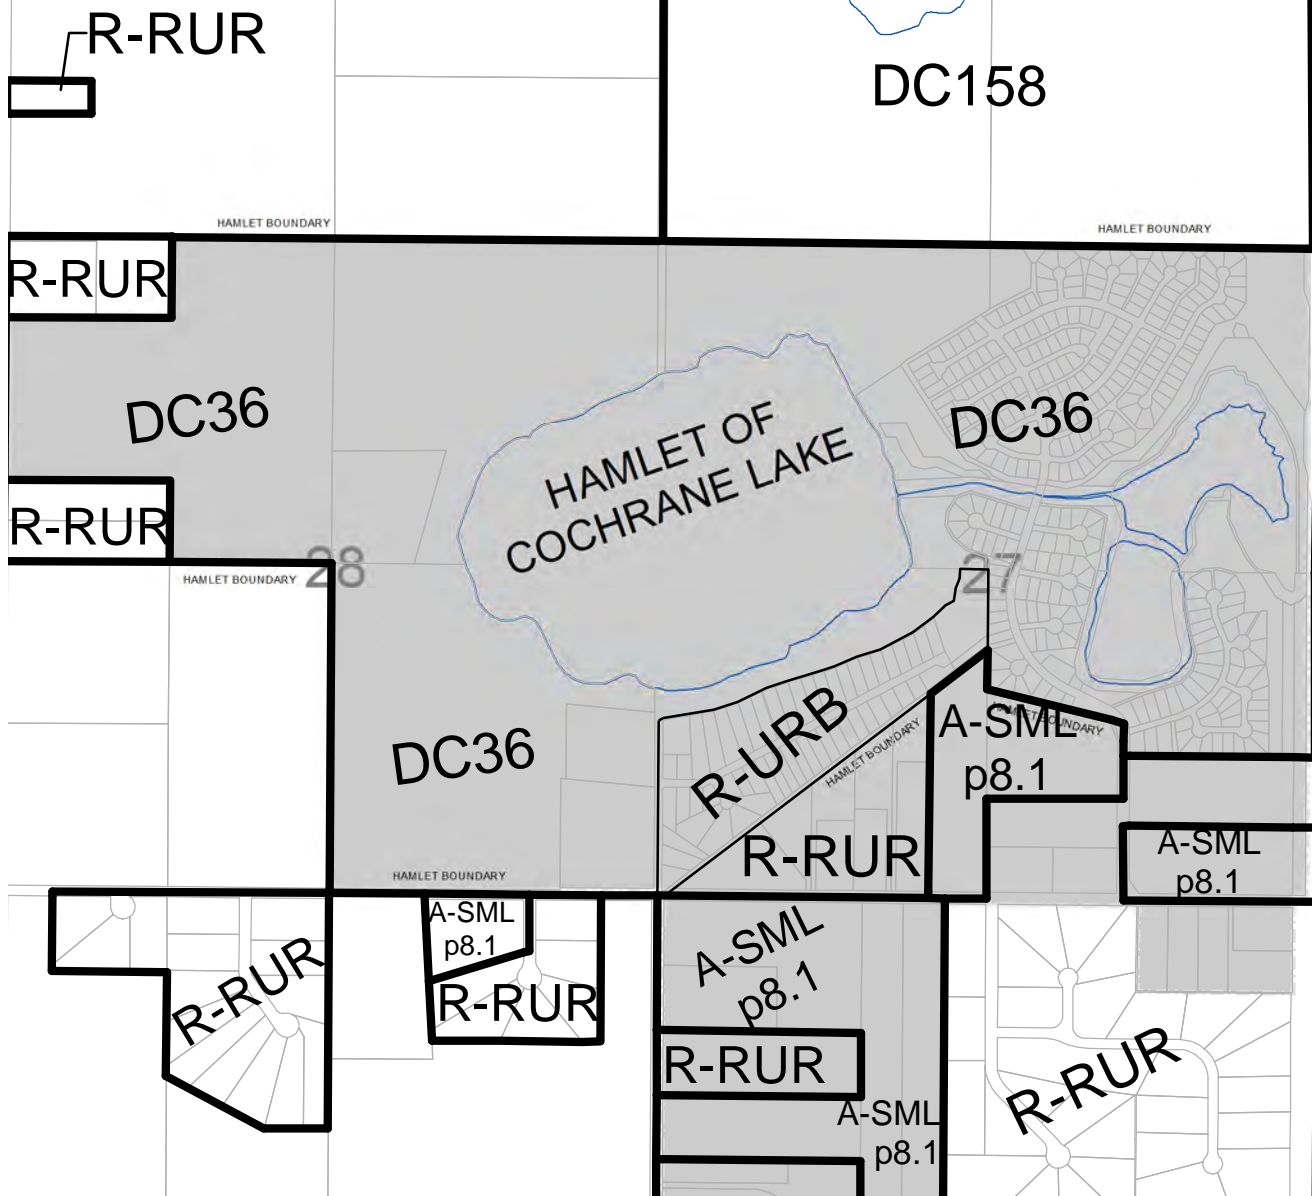 R-RUR
DC158
HAMLET BOUNDARY
HAMLET BOUNDARY
R-RUR
DC36
DC36
HAMLET OF
COCHRANE LAKE
R-RUR
HAMLET BOUNDARY
28
27
R-URB
A-SML
p8.1
HAMLET BOUNDARY
HAMLET BOUNDARY
DC36
R-RUR
A-SML
p8.1
HAMLET BOUNDARY
A-SML
p8.1
A-SML
p8.1
R-RUR
R-RUR
R-RUR
R-RUR
A-SML
p8.1